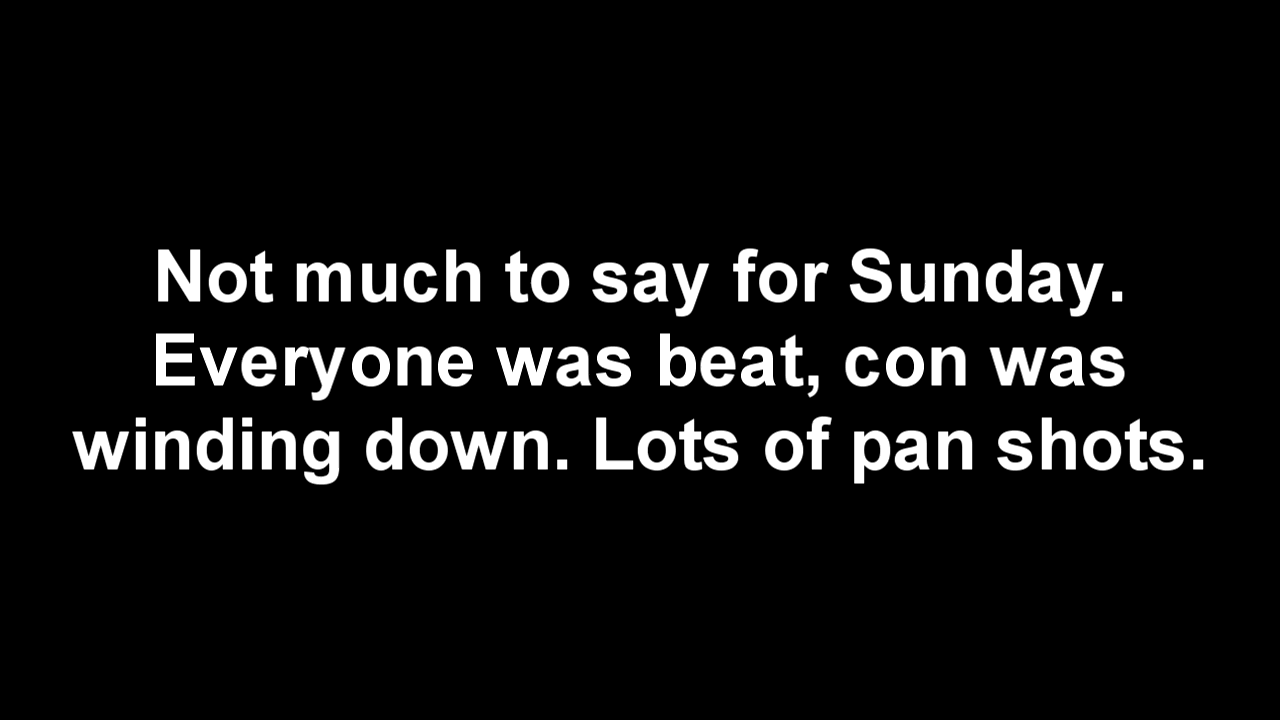 Not much to say for Sunday.
Everyone was beat, con was
winding down. Lots of pan shots.